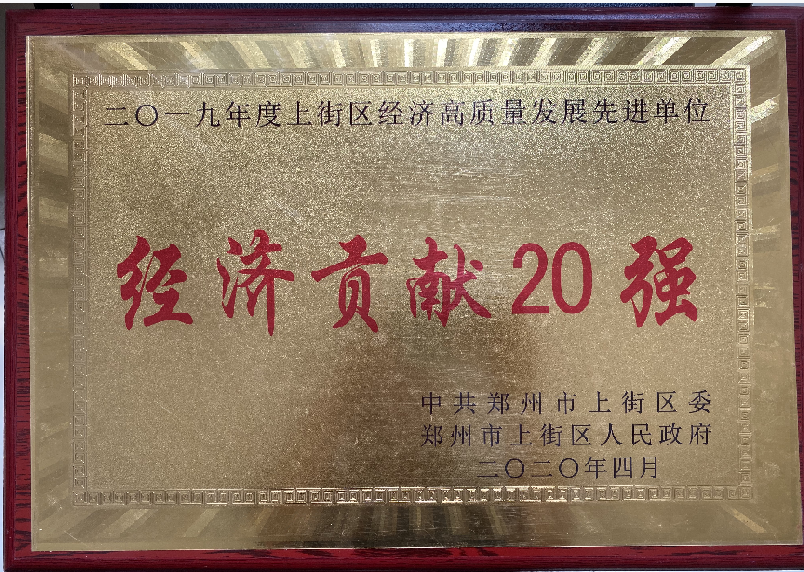 二〇一九年度上街区经济高质量发展先进单位
经济贡献20强
中共郑州市上街区委
郑州市上街区人民政府
二〇二〇年四月